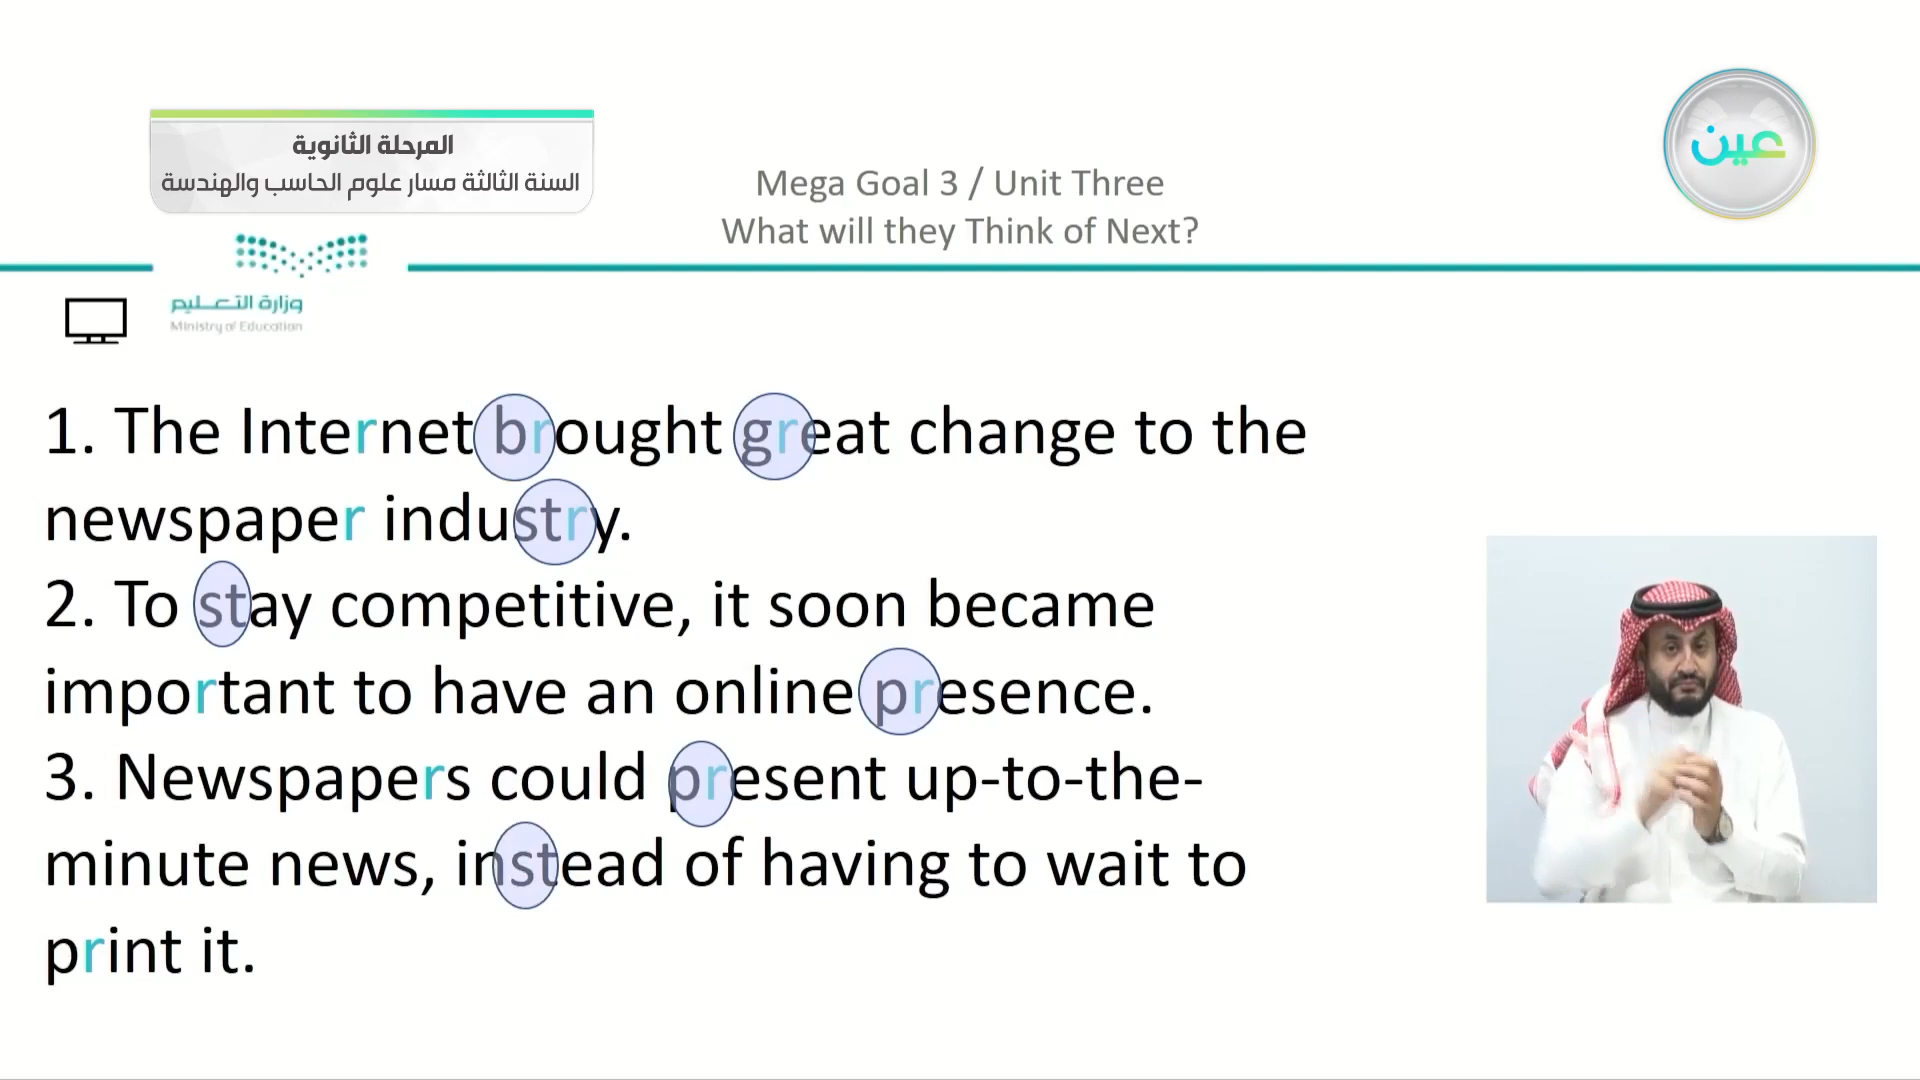 المرحلة الثانوية
السنة الثالثة مسار علوم الحاسب والهندسة
Mega Goal 3 / Unit Three
What will they Think of Next?
عين
وزارة التعليم
Ministry of Education
1. The Internet brought great change to the
newspaper industry.
2. To stay competitive, it soon became
important to have an online presence.
3. Newspapers could present up-to-the-
minute news, instead of having to wait to
print it.